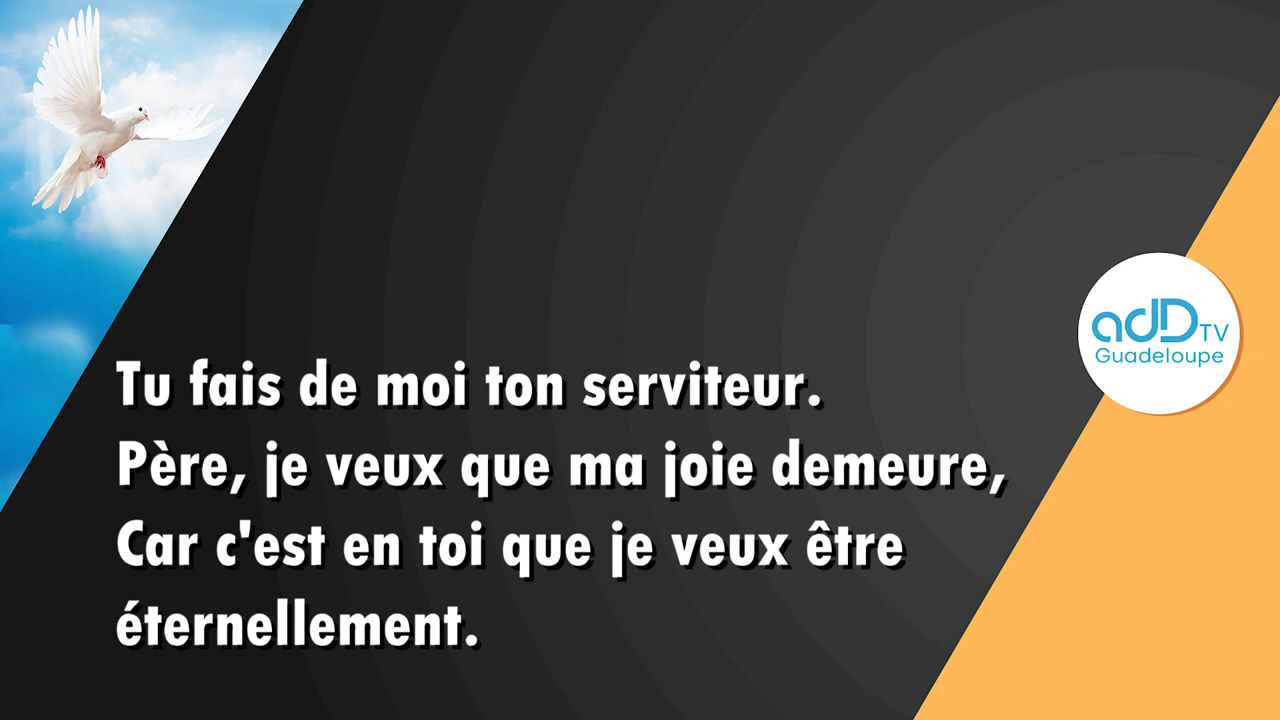 Tu fais de moi ton serviteur.
Père, je veux que ma joie demeure,
Car c'est en toi que je veux être
éternellement.
adD TV
Guadeloupe